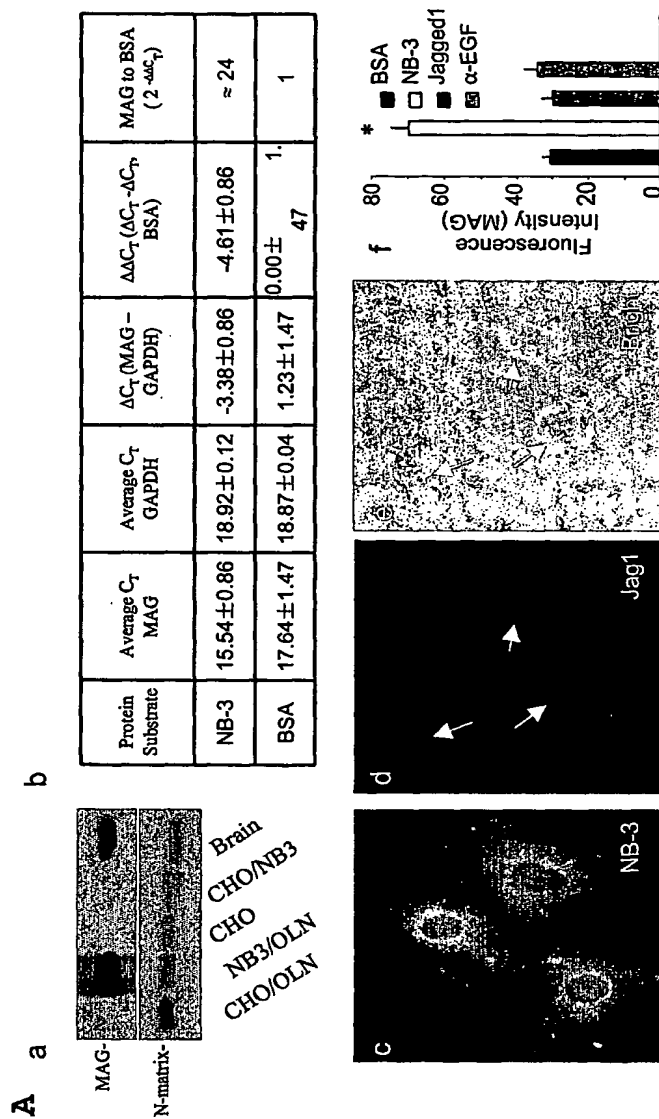 A
a
MAG-
N-matrix-
CHO/OLN
NB3/OLN
CHO
CHO/NB3
Brain
b
Protein Substrate
Average C_T MAG
Average C_T GAPDH
ΔC_T (MAG – GAPDH)
ΔΔC_T (ΔC_T -ΔC_T, BSA)
MAG to BSA (2 -ΔΔC_T)
NB-3
15.54±0.86
18.92±0.12
-3.38±0.86
-4.61±0.86
≈ 24
BSA
17.64±1.47
18.87±0.04
1.23±1.47
0.00± 1.
47
1
c
NB-3
d
Jag1
e
Bright
f
Fluorescence
Intensity (MAG)
80
60
40
20
0
*
BSA
NB-3
Jagged1
α-EGF